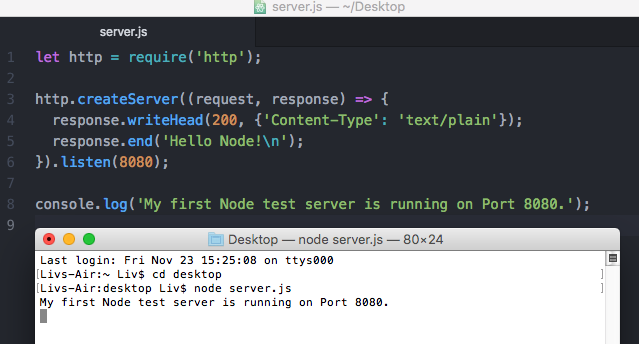 server.js — ~/Desktop
server.js
1 let http = require('http');
2
3 http.createServer((request, response) => {
4 response.writeHead(200, {'Content-Type': 'text/plain'});
5 response.end('Hello Node!\n');
6 }).listen(8080);
7
8 console.log('My first Node test server is running on Port 8080.');
9
Desktop — node server.js — 80×24
Last login: Fri Nov 23 15:25:08 on ttys000
[Livs-Air:~ Liv$ cd desktop ]
[Livs-Air:desktop Liv$ node server.js ]
My first Node test server is running on Port 8080.